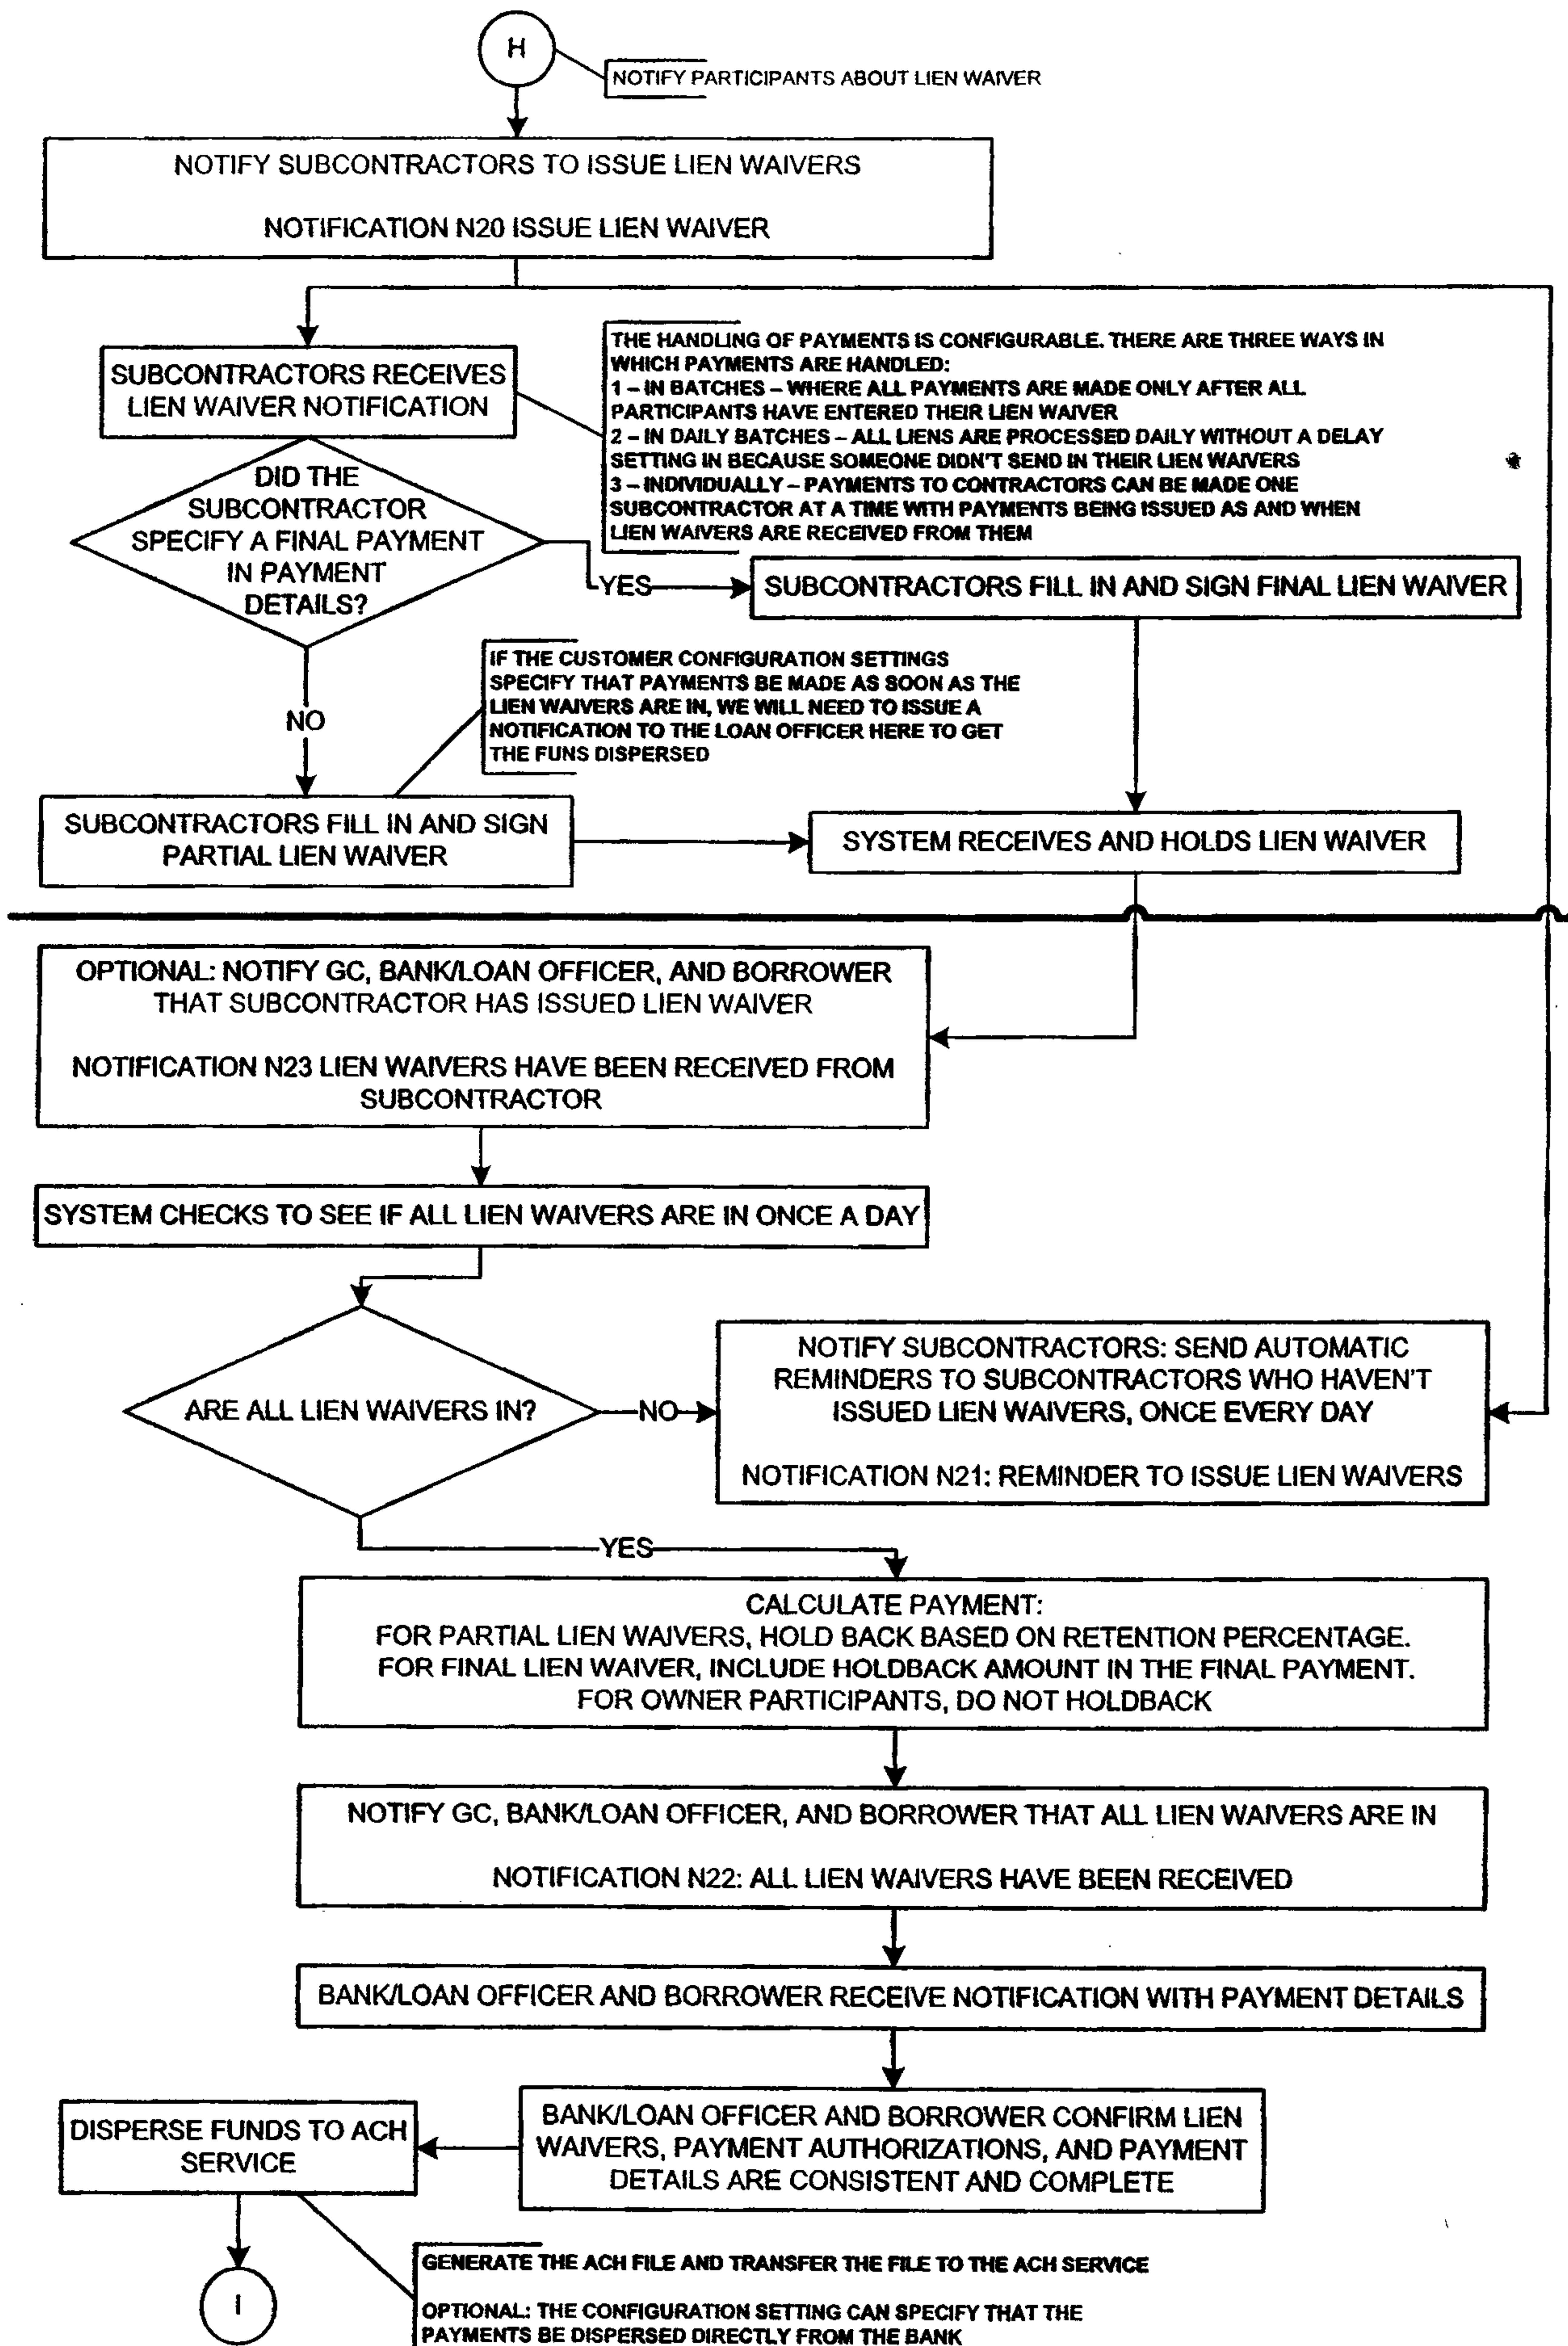 H
NOTIFY PARTICIPANTS ABOUT LIEN WAIVER
NOTIFY SUBCONTRACTORS TO ISSUE LIEN WAIVERS
NOTIFICATION N20 ISSUE LIEN WAIVER
SUBCONTRACTORS RECEIVES
LIEN WAIVER NOTIFICATION
THE HANDLING OF PAYMENTS IS CONFIGURABLE. THERE ARE THREE WAYS IN
WHICH PAYMENTS ARE HANDLED:
1 – IN BATCHES – WHERE ALL PAYMENTS ARE MADE ONLY AFTER ALL
PARTICIPANTS HAVE ENTERED THEIR LIEN WAIVER
2 – IN DAILY BATCHES – ALL LIENS ARE PROCESSED DAILY WITHOUT A DELAY
SETTING IN BECAUSE SOMEONE DIDN'T SEND IN THEIR LIEN WAIVERS
3 – INDIVIDUALLY – PAYMENTS TO CONTRACTORS CAN BE MADE ONE
SUBCONTRACTOR AT A TIME WITH PAYMENTS BEING ISSUED AS AND WHEN
LIEN WAIVERS ARE RECEIVED FROM THEM
DID THE
SUBCONTRACTOR
SPECIFY A FINAL PAYMENT
IN PAYMENT
DETAILS?
YES
SUBCONTRACTORS FILL IN AND SIGN FINAL LIEN WAIVER
IF THE CUSTOMER CONFIGURATION SETTINGS
SPECIFY THAT PAYMENTS BE MADE AS SOON AS THE
LIEN WAIVERS ARE IN, WE WILL NEED TO ISSUE A
NOTIFICATION TO THE LOAN OFFICER HERE TO GET
THE FUNS DISPERSED
NO
SUBCONTRACTORS FILL IN AND SIGN
PARTIAL LIEN WAIVER
SYSTEM RECEIVES AND HOLDS LIEN WAIVER
OPTIONAL: NOTIFY GC, BANK/LOAN OFFICER, AND BORROWER
THAT SUBCONTRACTOR HAS ISSUED LIEN WAIVER
NOTIFICATION N23 LIEN WAIVERS HAVE BEEN RECEIVED FROM
SUBCONTRACTOR
SYSTEM CHECKS TO SEE IF ALL LIEN WAIVERS ARE IN ONCE A DAY
ARE ALL LIEN WAIVERS IN?
NO
NOTIFY SUBCONTRACTORS: SEND AUTOMATIC
REMINDERS TO SUBCONTRACTORS WHO HAVEN'T
ISSUED LIEN WAIVERS, ONCE EVERY DAY
NOTIFICATION N21: REMINDER TO ISSUE LIEN WAIVERS
YES
CALCULATE PAYMENT:
FOR PARTIAL LIEN WAIVERS, HOLD BACK BASED ON RETENTION PERCENTAGE.
FOR FINAL LIEN WAIVER, INCLUDE HOLDBACK AMOUNT IN THE FINAL PAYMENT.
FOR OWNER PARTICIPANTS, DO NOT HOLDBACK
NOTIFY GC, BANK/LOAN OFFICER, AND BORROWER THAT ALL LIEN WAIVERS ARE IN
NOTIFICATION N22: ALL LIEN WAIVERS HAVE BEEN RECEIVED
BANK/LOAN OFFICER AND BORROWER RECEIVE NOTIFICATION WITH PAYMENT DETAILS
BANK/LOAN OFFICER AND BORROWER CONFIRM LIEN
WAIVERS, PAYMENT AUTHORIZATIONS, AND PAYMENT
DETAILS ARE CONSISTENT AND COMPLETE
DISPERSE FUNDS TO ACH
SERVICE
I
GENERATE THE ACH FILE AND TRANSFER THE FILE TO THE ACH SERVICE
OPTIONAL: THE CONFIGURATION SETTING CAN SPECIFY THAT THE
PAYMENTS BE DISPERSED DIRECTLY FROM THE BANK